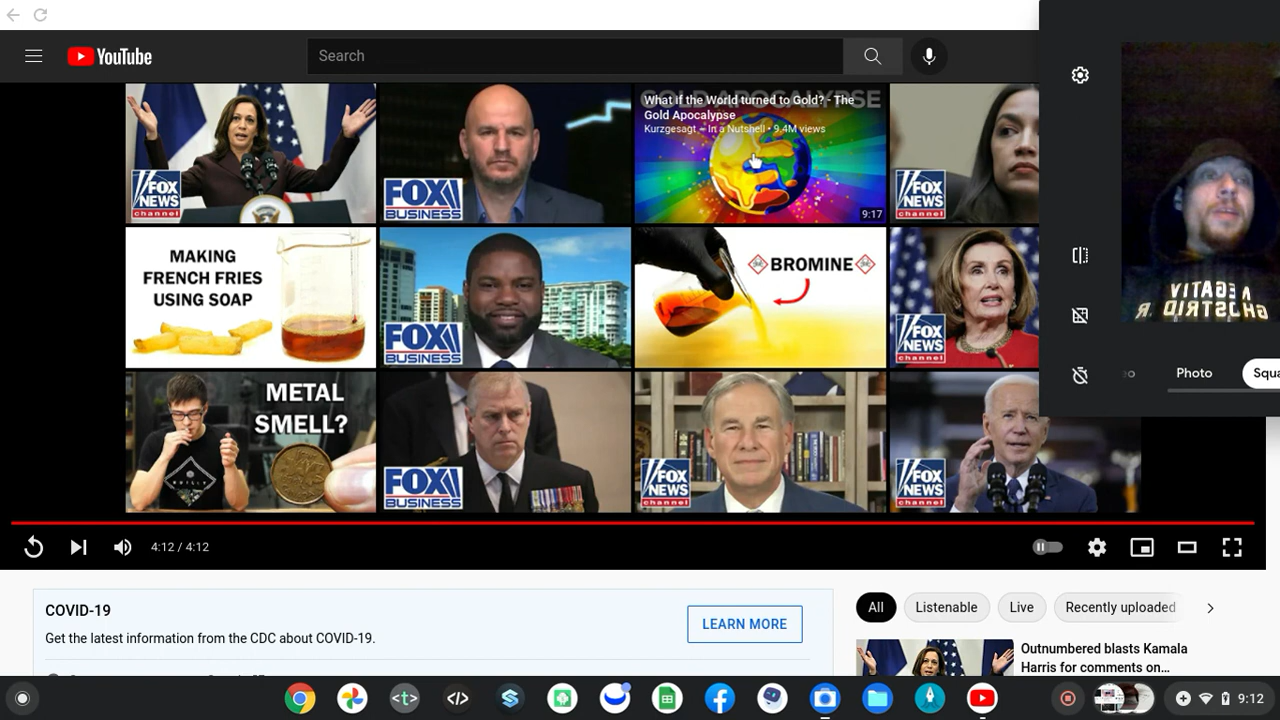 YouTube
Search
FOX
NEWS
channel
FOX
BUSINESS
What if the World turned to Gold? - The
Gold Apocalypse
Kurzgesagt – In a Nutshell • 9.4M views
9:17
FOX
NEWS
channel
MAKING
FRENCH FRIES
USING SOAP
FOX
BUSINESS
BROMINE
FOX
NEWS
channel
METAL
SMELL?
FOX
BUSINESS
FOX
NEWS
channel
FOX
NEWS
channel
Photo
Squa
4:12 / 4:12
COVID-19
Get the latest information from the CDC about COVID-19.
LEARN MORE
All
Listenable
Live
Recently uploaded
Outnumbered blasts Kamala
Harris for comments on...
9:12